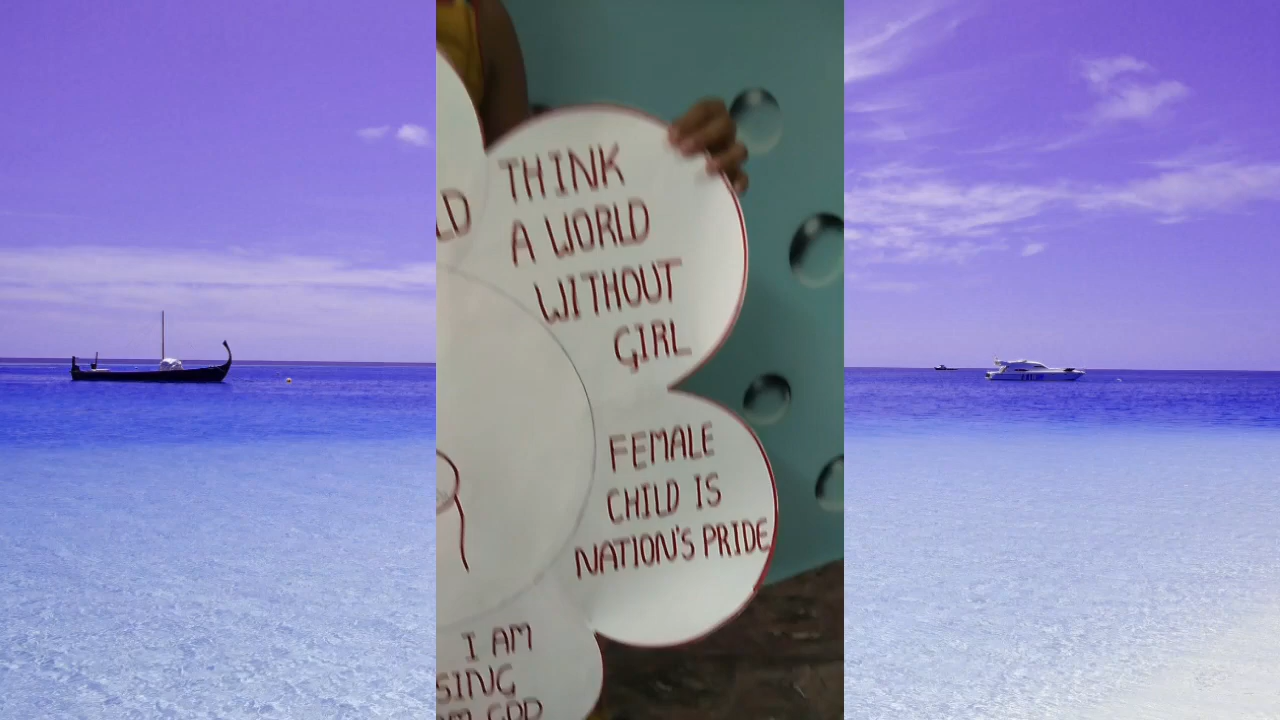 THINK
A WORLD
WITHOUT
GIRL
FEMALE
CHILD IS
NATION'S PRIDE
I AM